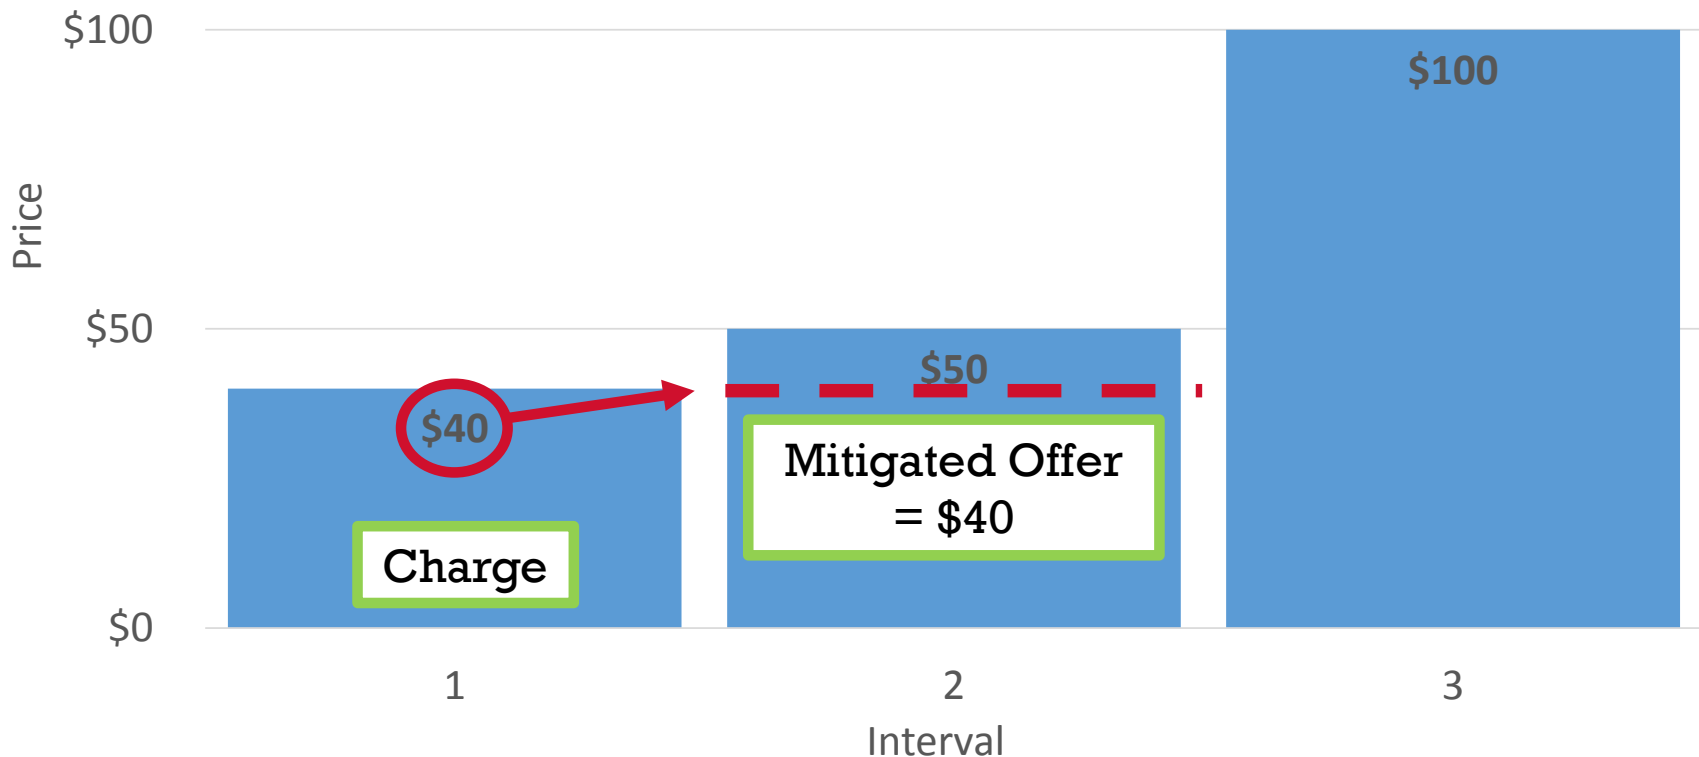 $100
$100
Price
$50
$50
$40
Mitigated Offer
= $40
Charge
$0
1
2
3
Interval